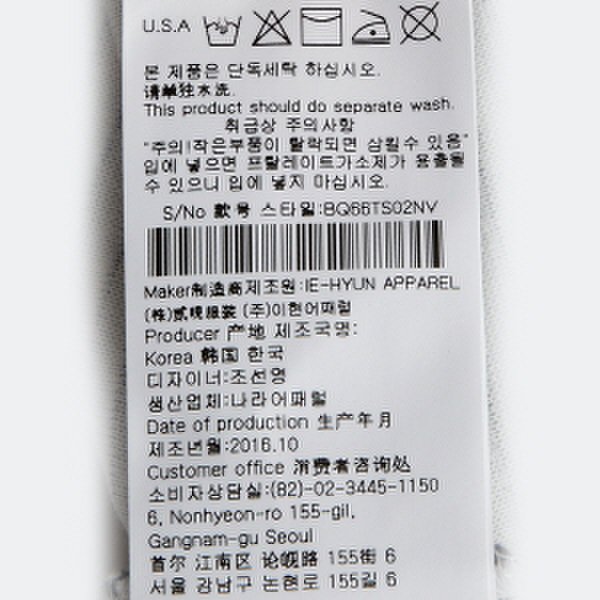 U.S.A
본 제품은 단독세탁 하십시오.
请单独水洗.
This product should do separate wash.
취급상 주의사항
"주의!작은부품이 탈락되면 삼킬수 있음"
입에 넣으면 프탈레이트가소제가 용출될
수 있으니 입에 넣지 마십시오.
S/No 款号 스타일:BQ66TS02NV
Maker制造商제조원:IE-HYUN APPAREL
(株)贰现服装 (주)이현어패럴
Producer 产地 제조국명:
Korea 韩国 한국
디자이너:조선영
생산업체:나라어패럴
Date of production 生产年月
제조년월:2016.10
Customer office 消费者咨询处
소비자상담실:(82)-02-3445-1150
6, Nonhyeon-ro 155-gil,
Gangnam-gu Seoul
首尔 江南区 论岘路 155街 6
서울 강남구 논현로 155길 6